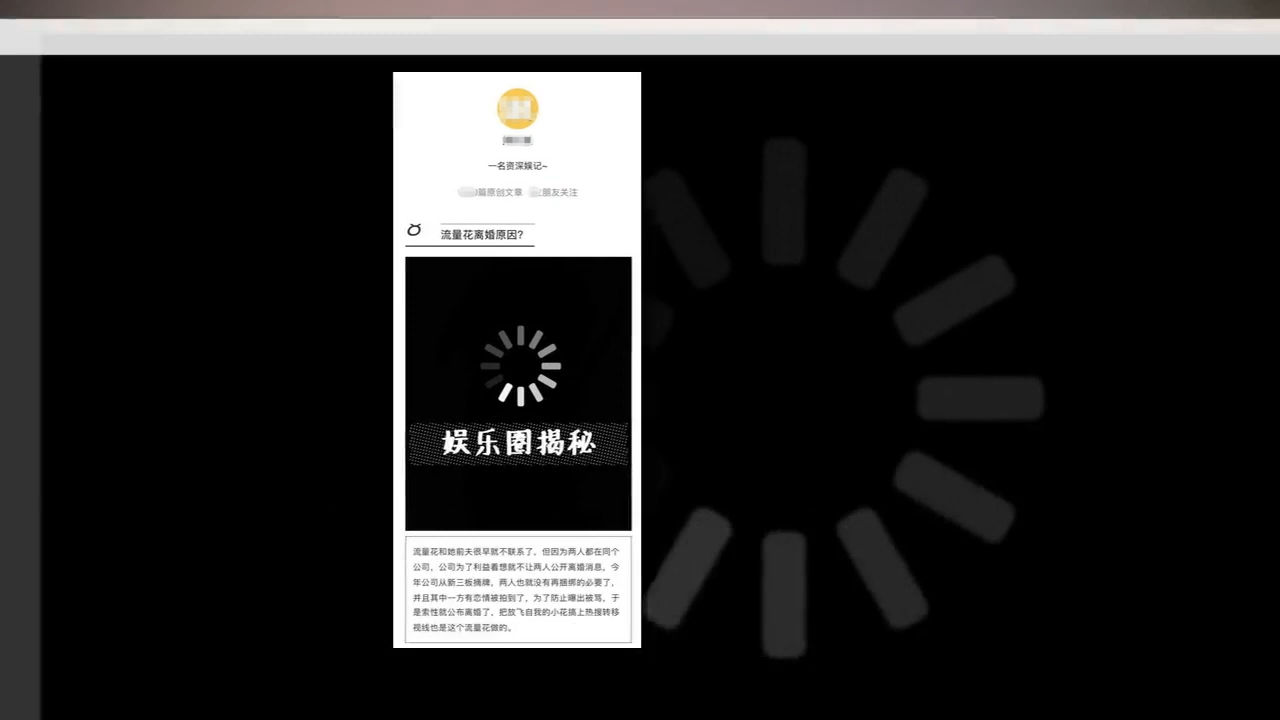 一名资深娱记~
篇原创文章 朋友关注
流量花离婚原因?
娱乐圈揭秘
流量花和她前夫很早就不联系了，但因为两人都在同个
公司，公司为了利益着想就不让两人公开离婚消息，今
年公司从新三板摘牌，两人也就没有再捆绑的必要了，
并且其中一方有恋情被拍到了，为了防止曝出被骂，于
是索性就公布离婚了，把放飞自我的小花搞上热搜转移
视线也是这个流量花做的。